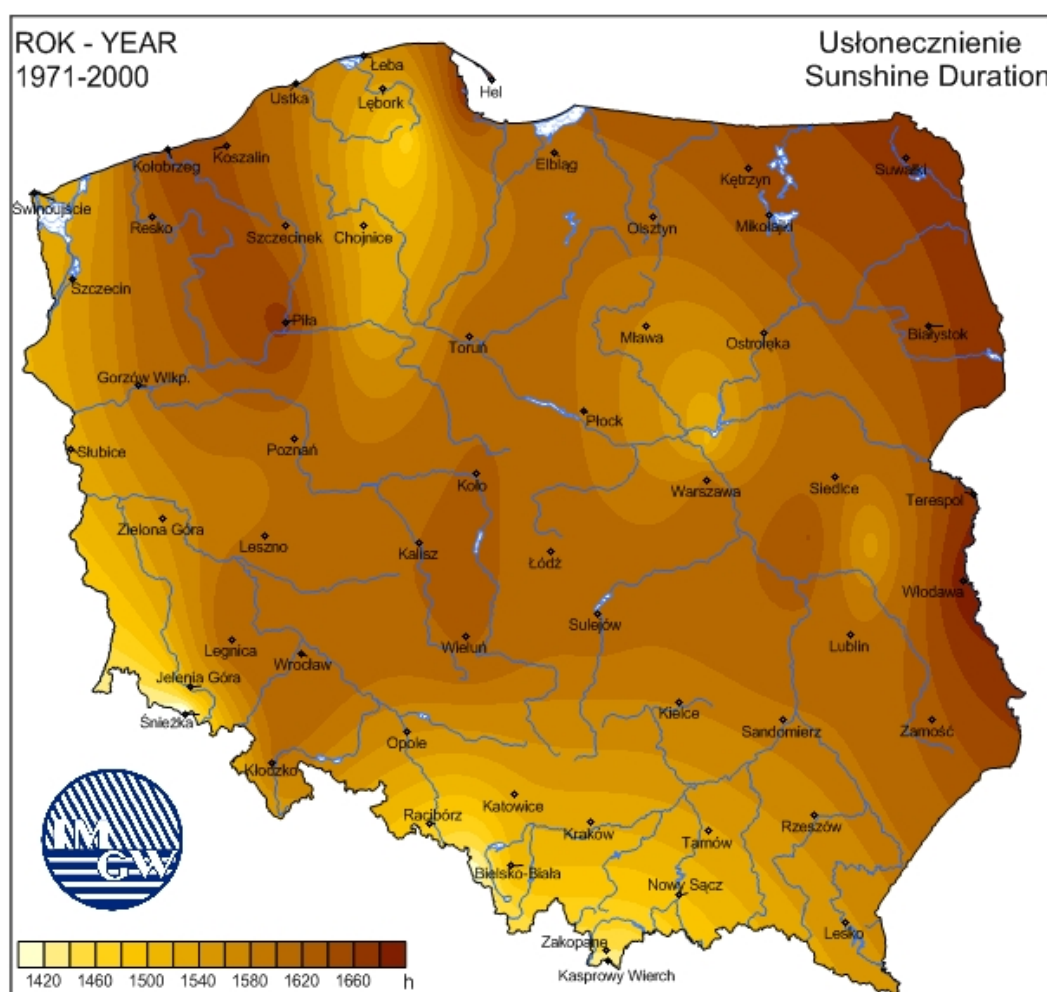 ROK - YEAR
1971-2000
Usłonecznienie
Sunshine Duration
Łeba
Ustka
Lębork
Hel
Kołobrzeg
Koszalin
Elbląg
Kętrzyn
Suwałki
Świnoujście
Resko
Szczecinek
Chojnice
Olsztyn
Mikołajki
Szczecin
Piła
Toruń
Mława
Ostrołęka
Białystok
Gorzów Wlkp.
Płock
Słubice
Poznań
Koło
Warszawa
Siedlce
Terespol
Zielona Góra
Leszno
Kalisz
Łódź
Włodawa
Sulejów
Legnica
Wrocław
Wieluń
Lublin
Jelenia Góra
Śnieżka
Kielce
Sandomierz
Zamość
Opole
Kłodzko
Katowice
Racibórz
Kraków
Tarnów
Rzeszów
Bielsko-Biała
Nowy Sącz
Lesko
Zakopane
Kasprowy Wierch
IM
GW
1420 1460 1500 1540 1580 1620 1660 h